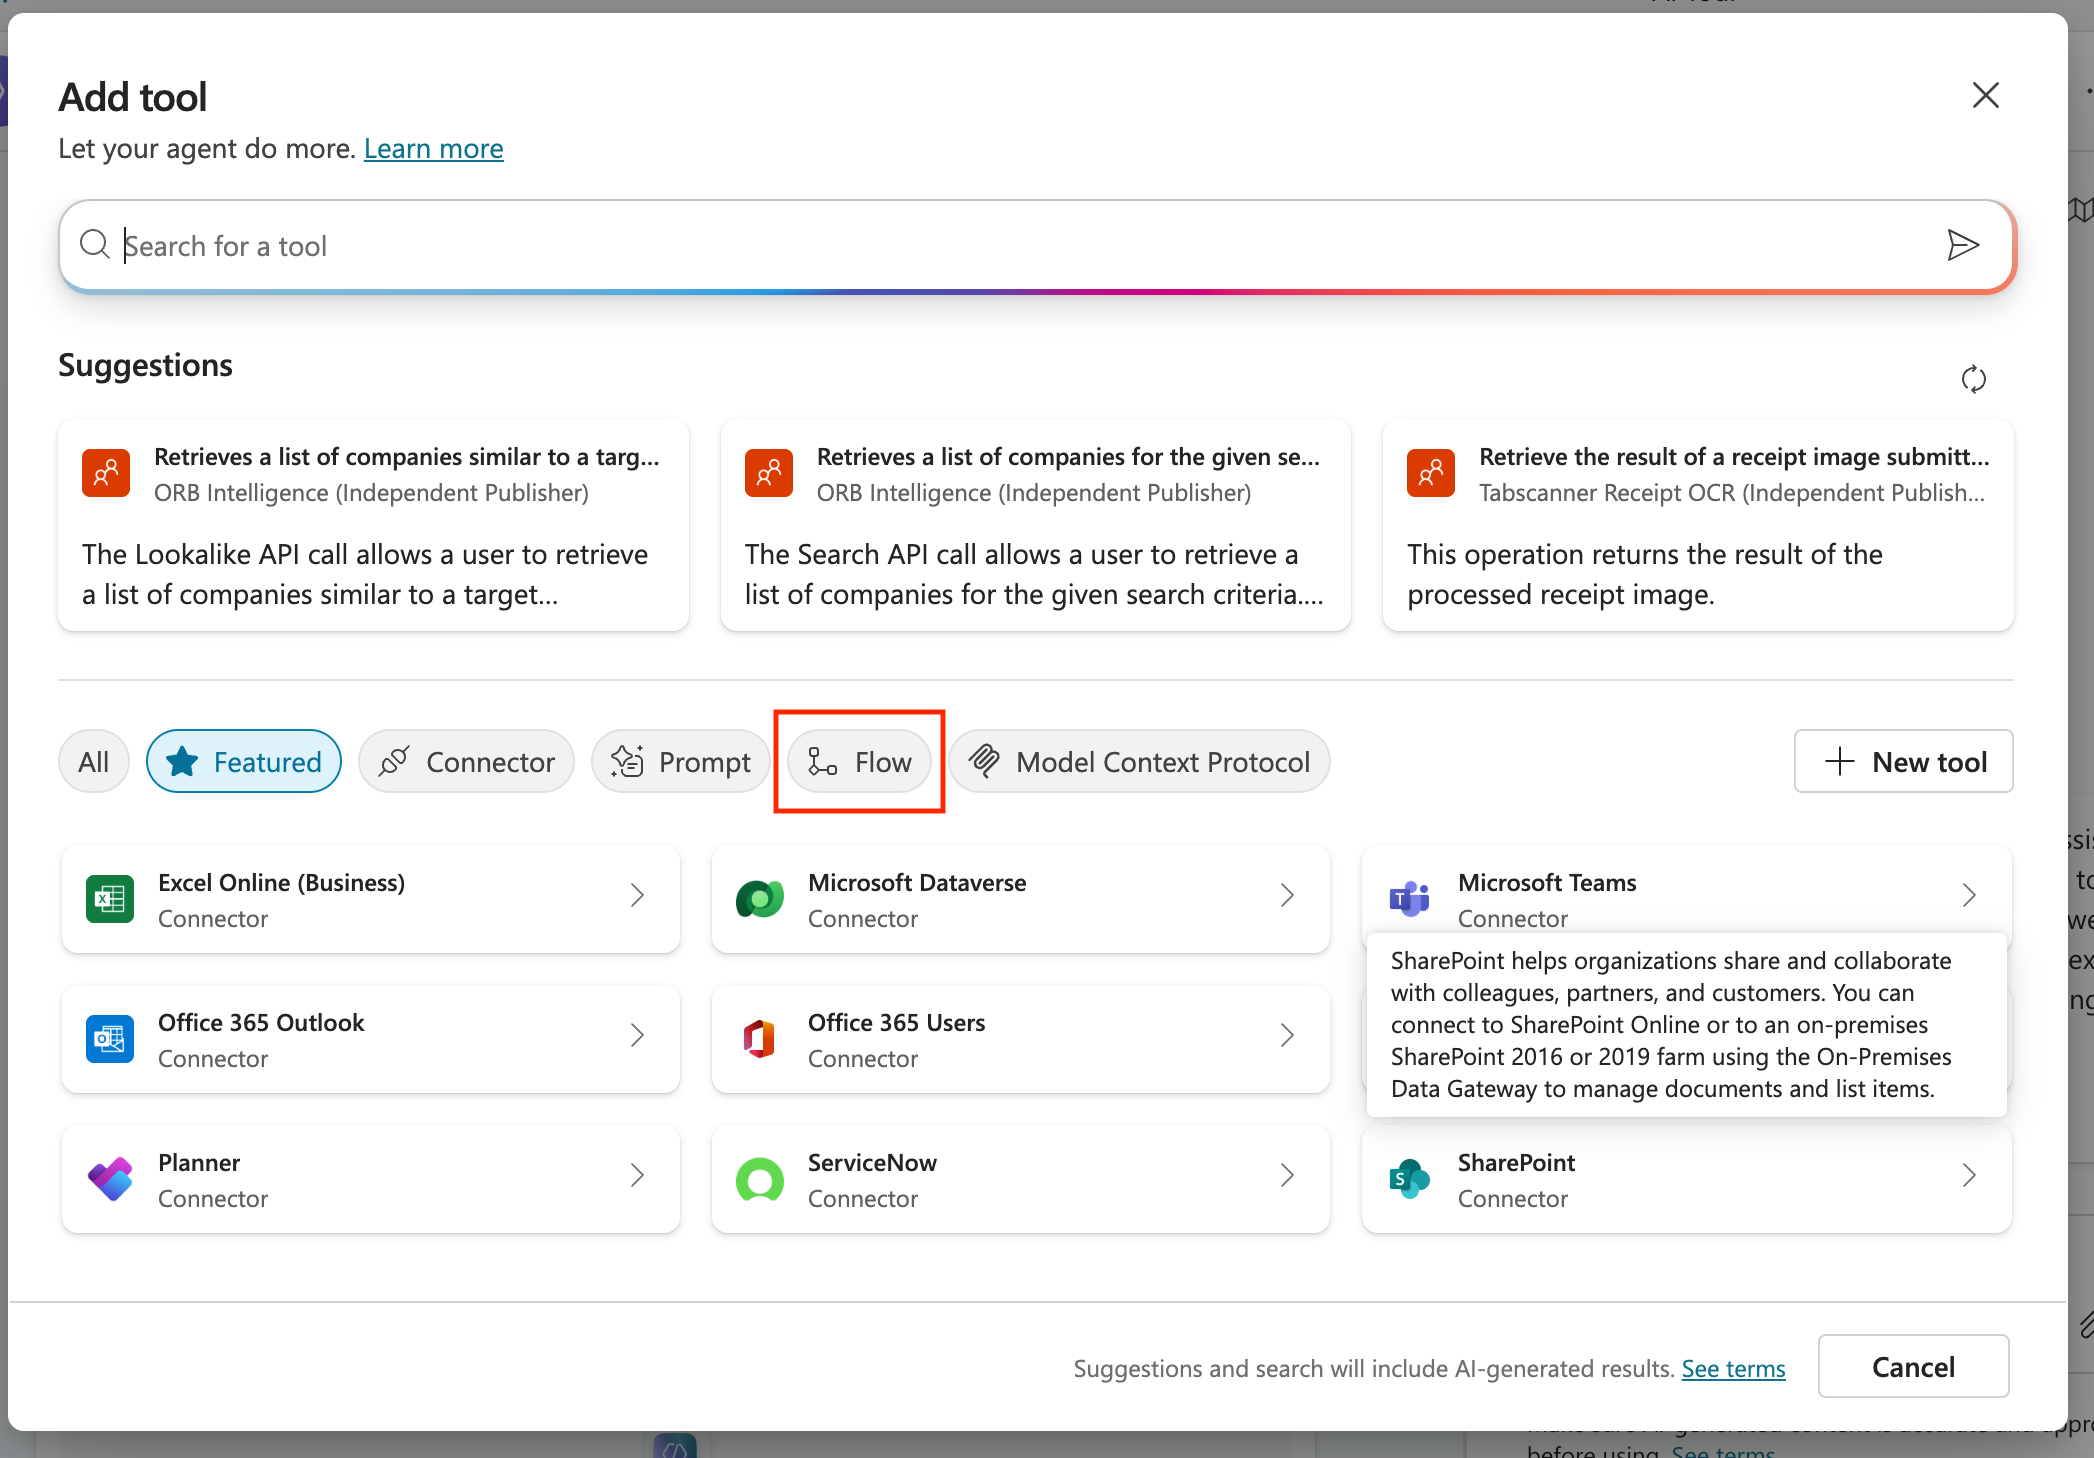 Add tool
Let your agent do more. Learn more
Search for a tool
Suggestions
Retrieves a list of companies similar to a targ...
ORB Intelligence (Independent Publisher)
The Lookalike API call allows a user to retrieve
a list of companies similar to a target...
Retrieves a list of companies for the given se...
ORB Intelligence (Independent Publisher)
The Search API call allows a user to retrieve a
list of companies for the given search criteria....
Retrieve the result of a receipt image submitt...
Tabscanner Receipt OCR (Independent Publish...
This operation returns the result of the
processed receipt image.
All
Featured
Connector
Prompt
Flow
Model Context Protocol
New tool
Excel Online (Business)
Connector
Microsoft Dataverse
Connector
Microsoft Teams
Connector
Office 365 Outlook
Connector
Office 365 Users
Connector
SharePoint helps organizations share and collaborate
with colleagues, partners, and customers. You can
connect to SharePoint Online or to an on-premises
SharePoint 2016 or 2019 farm using the On-Premises
Data Gateway to manage documents and list items.
Planner
Connector
ServiceNow
Connector
SharePoint
Connector
Suggestions and search will include AI-generated results. See terms
Cancel
before using. See terms